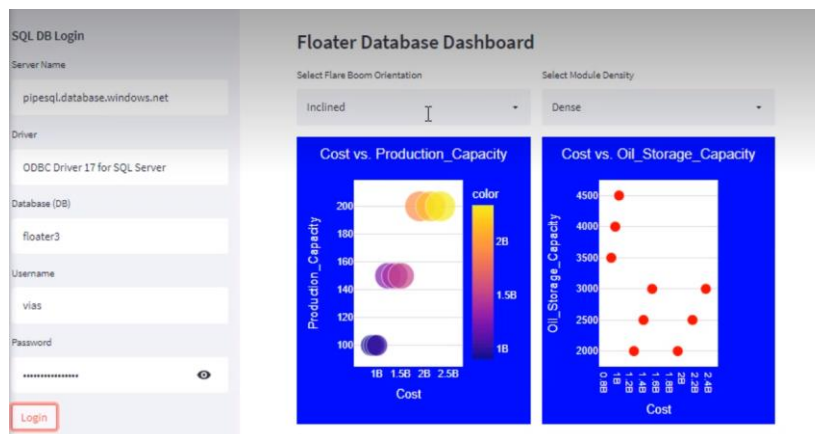 SQL DB Login
Server Name
pipesql.database.windows.net
Driver
ODBC Driver 17 for SQL Server
Database (DB)
floater3
Username
vias
Password
••••••••••••••••
Login
Floater Database Dashboard
Select Flare Boom Orientation
Inclined
Select Module Density
Dense
Cost vs. Production_Capacity
color
200
180
160
140
120
100
Production_Capacity
2B
1.5B
1B
1B 1.5B 2B 2.5B
Cost
Cost vs. Oil_Storage_Capacity
4500
4000
3500
3000
2500
2000
Oil_Storage_Capacity
0.8B 1B 1.2B 1.4B 1.6B 1.8B 2B 2.2B 2.4B
Cost